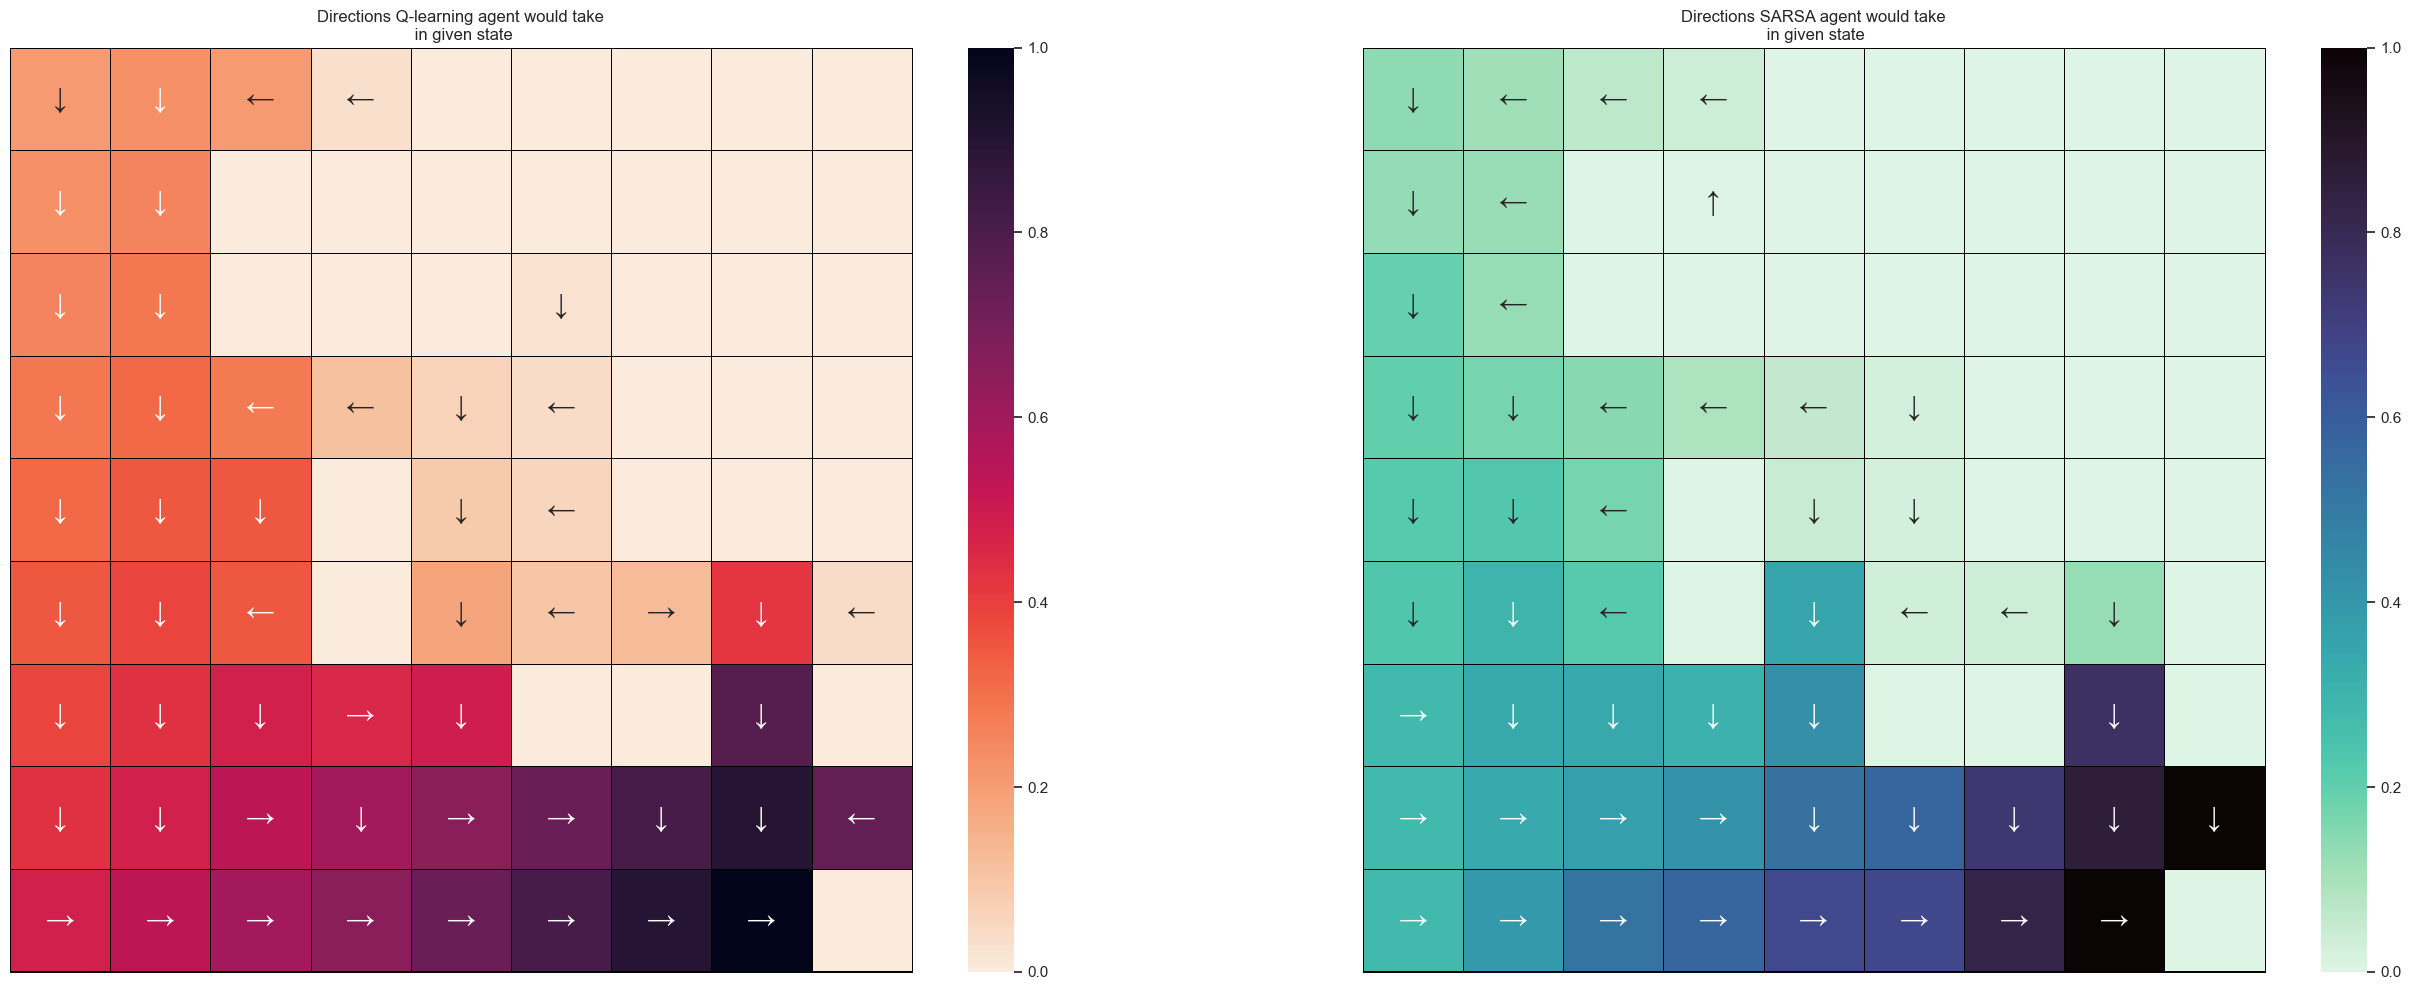 Directions Q-learning agent would take
in given state
↓ ↓ ← ←
↓ ↓
↓ ↓ ↓
↓ ↓ ← ← ↓ ←
↓ ↓ ↓ ↓ ←
↓ ↓ ← ↓ ← → ↓ ←
↓ ↓ ↓ → ↓ ↓
↓ ↓ → ↓ → → ↓ ↓ ←
→ → → → → → → →
1.0
0.8
0.6
0.4
0.2
0.0
Directions SARSA agent would take
in given state
↓ ← ← ←
↓ ← ↑
↓ ←
↓ ↓ ← ← ← ↓
↓ ↓ ← ↓ ↓
↓ ↓ ← ↓ ← ← ↓
→ ↓ ↓ ↓ ↓ ↓
→ → → → ↓ ↓ ↓ ↓ ↓
→ → → → → → → →
1.0
0.8
0.6
0.4
0.2
0.0